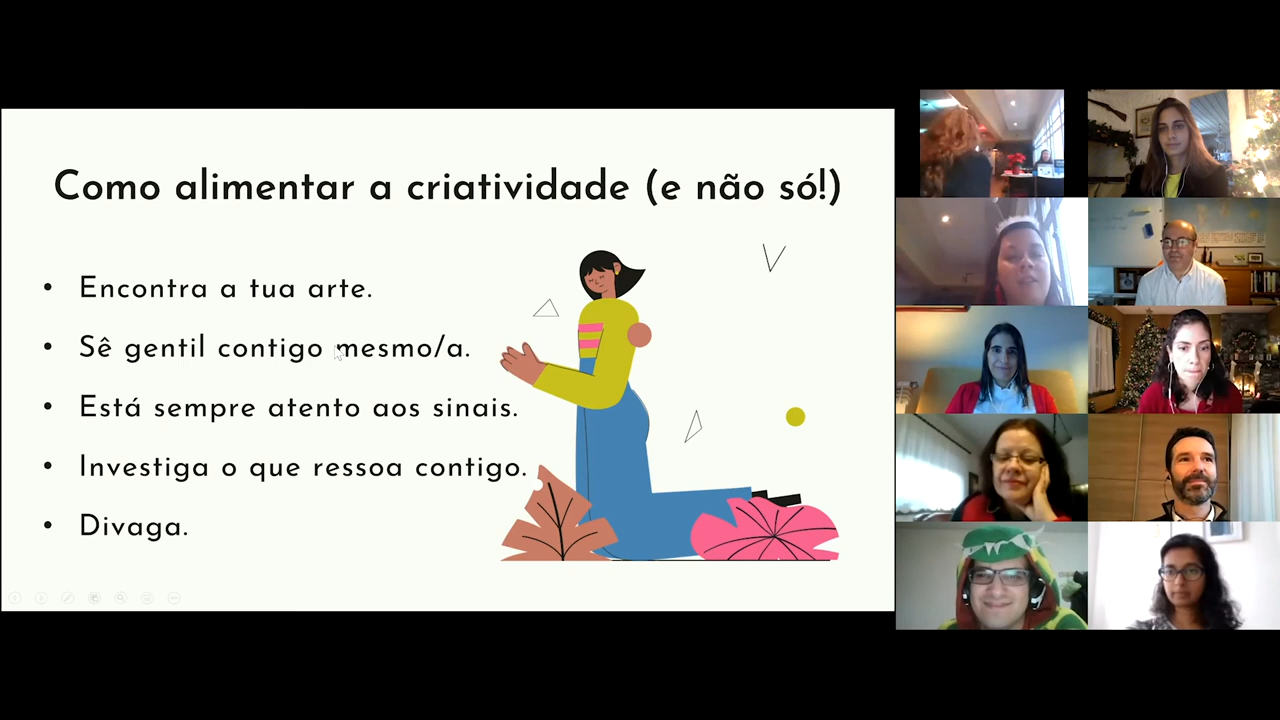 Como alimentar a criatividade (e não só!)
• Encontra a tua arte.
• Sê gentil contigo mesmo/a.
• Está sempre atento aos sinais.
• Investiga o que ressoa contigo.
• Divaga.